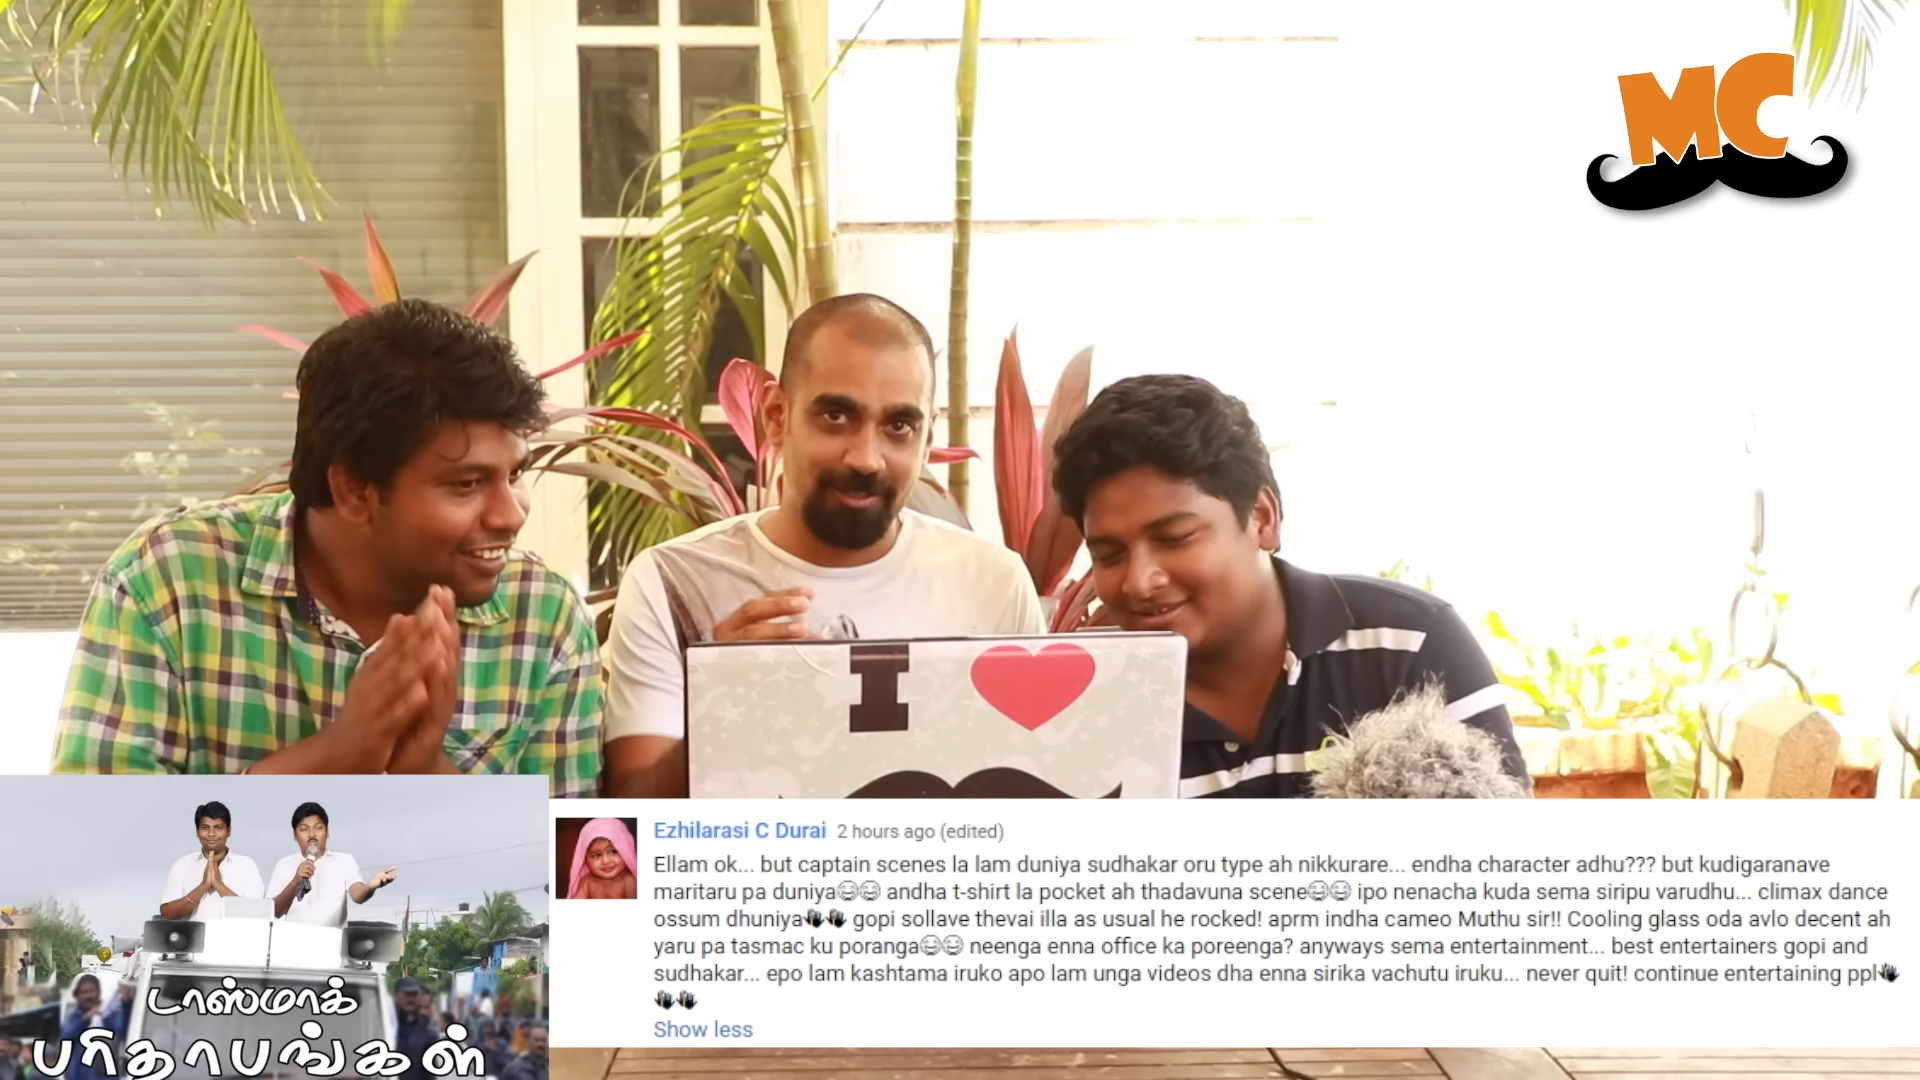 MC
I
Ezhilarasi C Durai 2 hours ago (edited)
Ellam ok... but captain scenes la lam duniya sudhakar oru type ah nikkurare... endha character adhu??? but kudigaranave
maritaru pa duniya😂😂 andha t-shirt la pocket ah thadavuna scene😂😂 ipo nenacha kuda sema siripu varudhu... climax dance
ossum dhuniya👋👋 gopi sollave thevai illa as usual he rocked! aprm indha cameo Muthu sir!! Cooling glass oda avlo decent ah
yaru pa tasmac ku poranga😂😂 neenga enna office ka poreenga? anyways sema entertainment... best entertainers gopi and
sudhakar... epo lam kashtama iruko apo lam unga videos dha enna sirika vachutu iruku... never quit! continue entertaining ppl👋
👋👋
Show less
டாஸ்மாக்
பரிதாபங்கள்